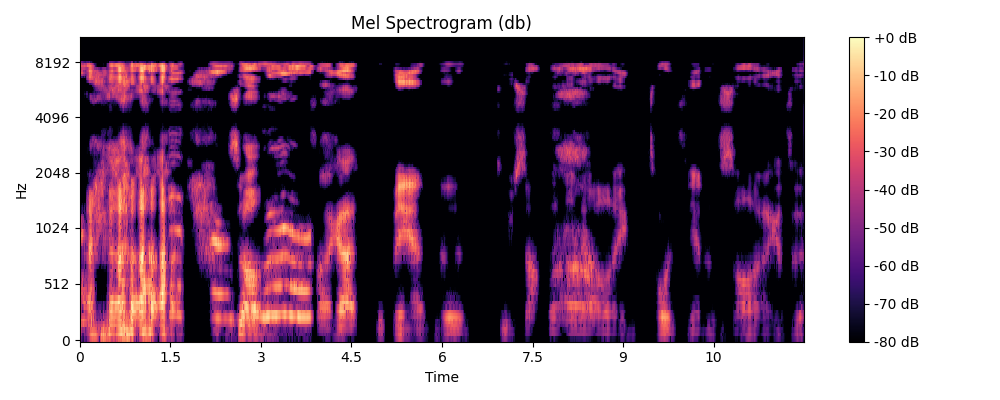 Mel Spectrogram (db)
8192
4096
2048
1024
512
0
Hz
0 1.5 3 4.5 6 7.5 9 10
Time
+0 dB
-10 dB
-20 dB
-30 dB
-40 dB
-50 dB
-60 dB
-70 dB
-80 dB